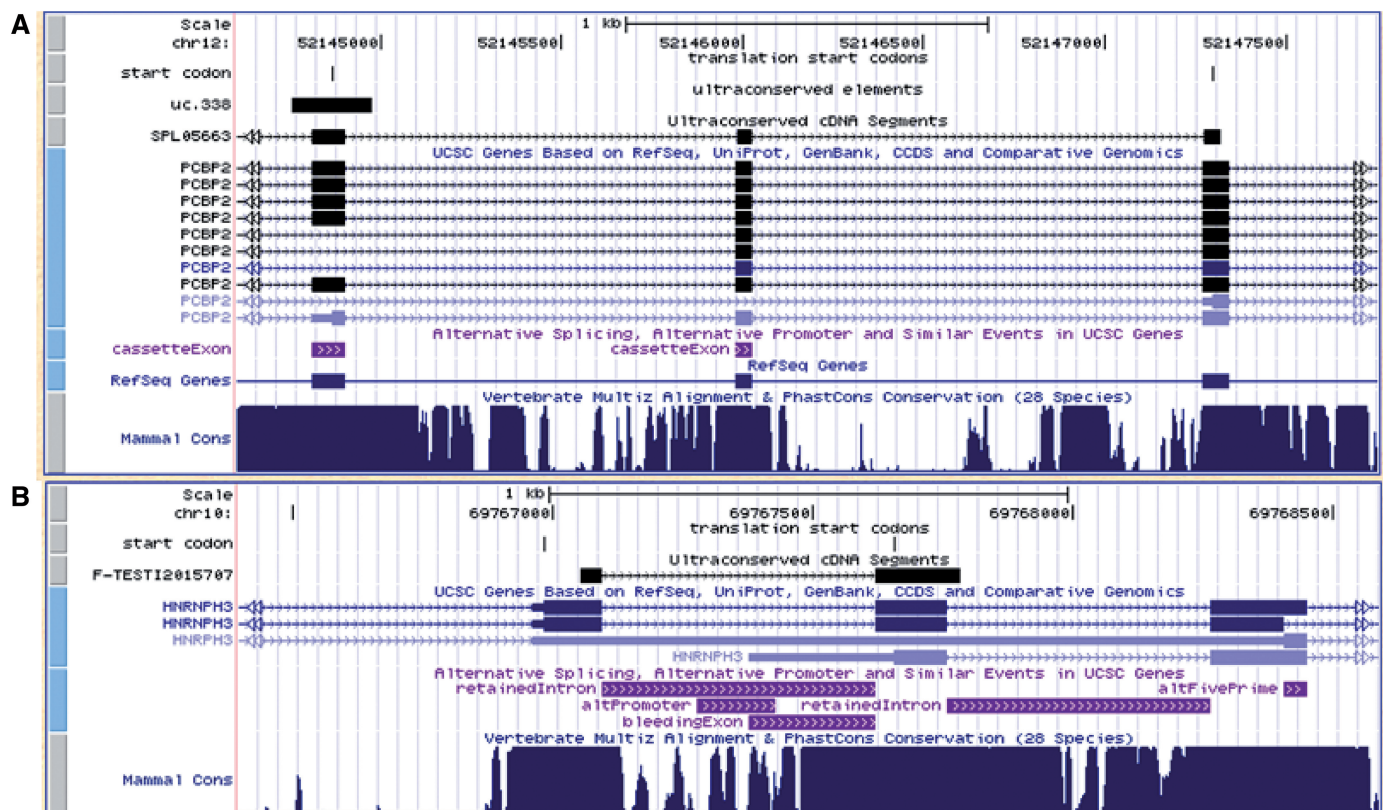 A
Scale 1 kb
chr12: 52145000| 52145500| 52146000| 52146500| 52147000| 52147500|
translation start codons
start codon
ultraconserved elements
uc.338
Ultraconserved cDNA Segments
SPL05663
UCSC Genes Based on RefSeq, UniProt, GenBank, CCDS and Comparative Genomics
PCBP2
PCBP2
PCBP2
PCBP2
PCBP2
PCBP2
PCBP2
PCBP2
PCBP2
PCBP2
Alternative Splicing, Alternative Promoter and Similar Events in UCSC Genes
cassetteExon cassetteExon
RefSeq Genes
RefSeq Genes
Vertebrate Multiz Alignment & PhastCons Conservation (28 Species)
Mammal Cons
B
Scale 1 kb
chr10: 69767000| 69767500| 69768000| 69768500|
translation start codons
start codon
Ultraconserved cDNA Segments
F-TESTI2015707
UCSC Genes Based on RefSeq, UniProt, GenBank, CCDS and Comparative Genomics
HNRNPH3
HNRNPH3
HNRPH3
HNRNPH3
Alternative Splicing, Alternative Promoter and Similar Events in UCSC Genes
retainedIntron altFivePrime
altPromoter retainedIntron
bleedingExon
Vertebrate Multiz Alignment & PhastCons Conservation (28 Species)
Mammal Cons